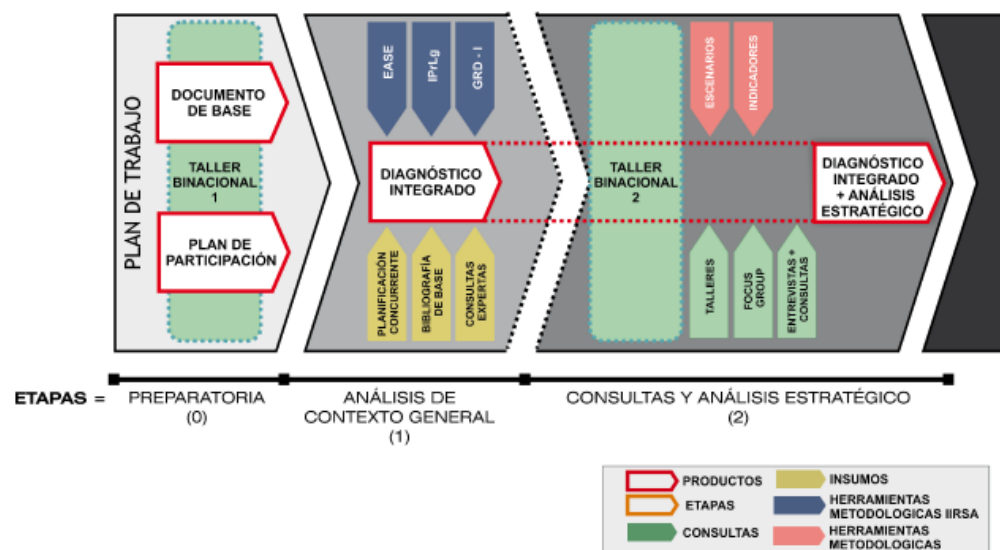 PLAN DE TRABAJO
DOCUMENTO
DE BASE
TALLER
BINACIONAL
1
PLAN DE
PARTICIPACIÓN
EASE
IPrLg
GRD - I
DIAGNÓSTICO
INTEGRADO
PLANIFICACIÓN
CONCURRENTE
BIBLIOGRAFÍA
DE BASE
CONSULTAS
EXPERTAS
TALLER
BINACIONAL
2
ESCENARIOS
INDICADORES
TALLERES
FOCUS
GROUP
ENTREVISTAS +
CONSULTAS
DIAGNÓSTICO
INTEGRADO
+ ANÁLISIS
ESTRATÉGICO
ETAPAS =
PREPARATORIA
(0)
ANÁLISIS DE
CONTEXTO GENERAL
(1)
CONSULTAS Y ANÁLISIS ESTRATÉGICO
(2)
PRODUCTOS
ETAPAS
CONSULTAS
INSUMOS
HERRAMIENTAS
METODOLOGICAS IIRSA
HERRAMIENTAS
METODOLOGICAS